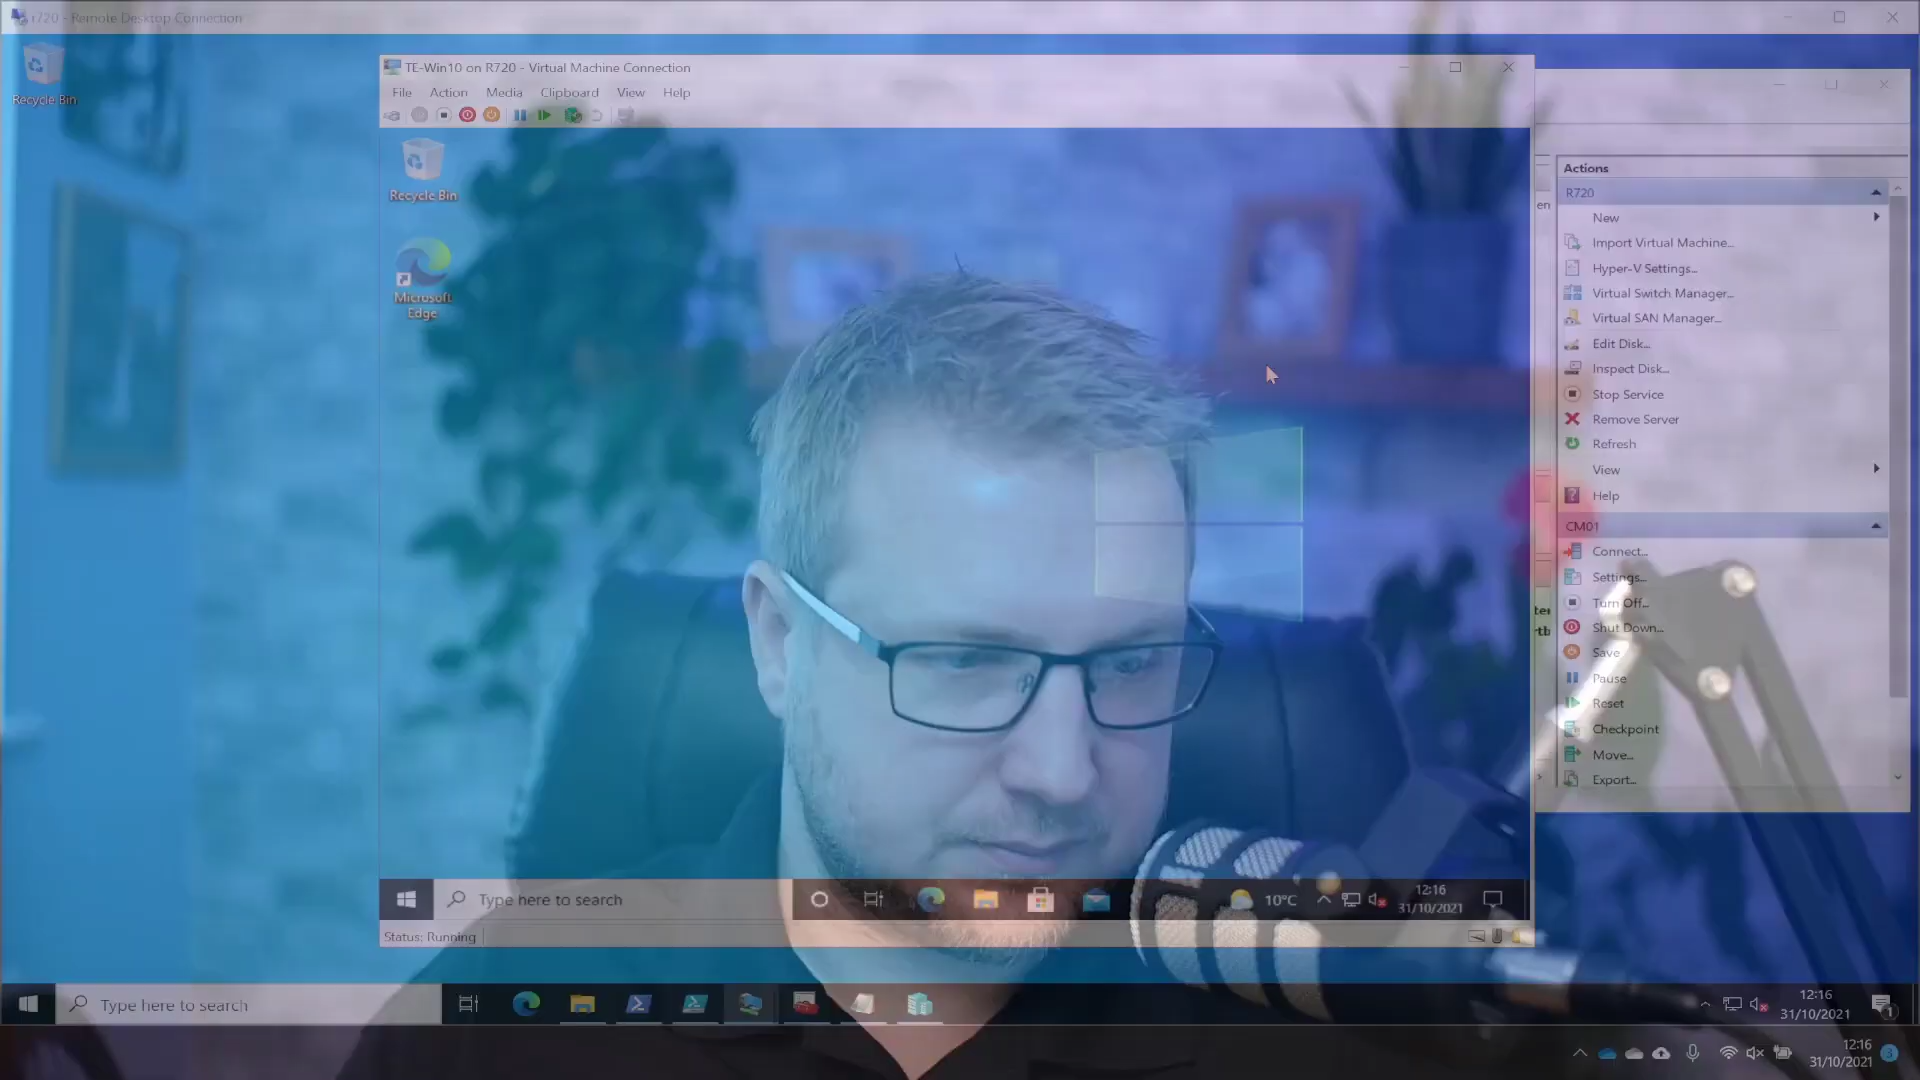 r720 - Remote Desktop Connection
Recycle Bin
TE-Win10 on R720 - Virtual Machine Connection
File Action Media Clipboard View Help
Recycle Bin
Microsoft
Edge
Actions
R720
en
New
Import Virtual Machine...
Hyper-V Settings...
Virtual Switch Manager...
Virtual SAN Manager...
Edit Disk...
Inspect Disk...
Stop Service
Remove Server
Refresh
View
Help
CM01
Connect...
Settings...
Turn Off...
Shut Down...
Save
Pause
Reset
Checkpoint
Move...
Export...
Type here to search
10°C
12:16
31/10/2021
Status: Running
Type here to search
12:16
31/10/2021
1
12:16
31/10/2021
3